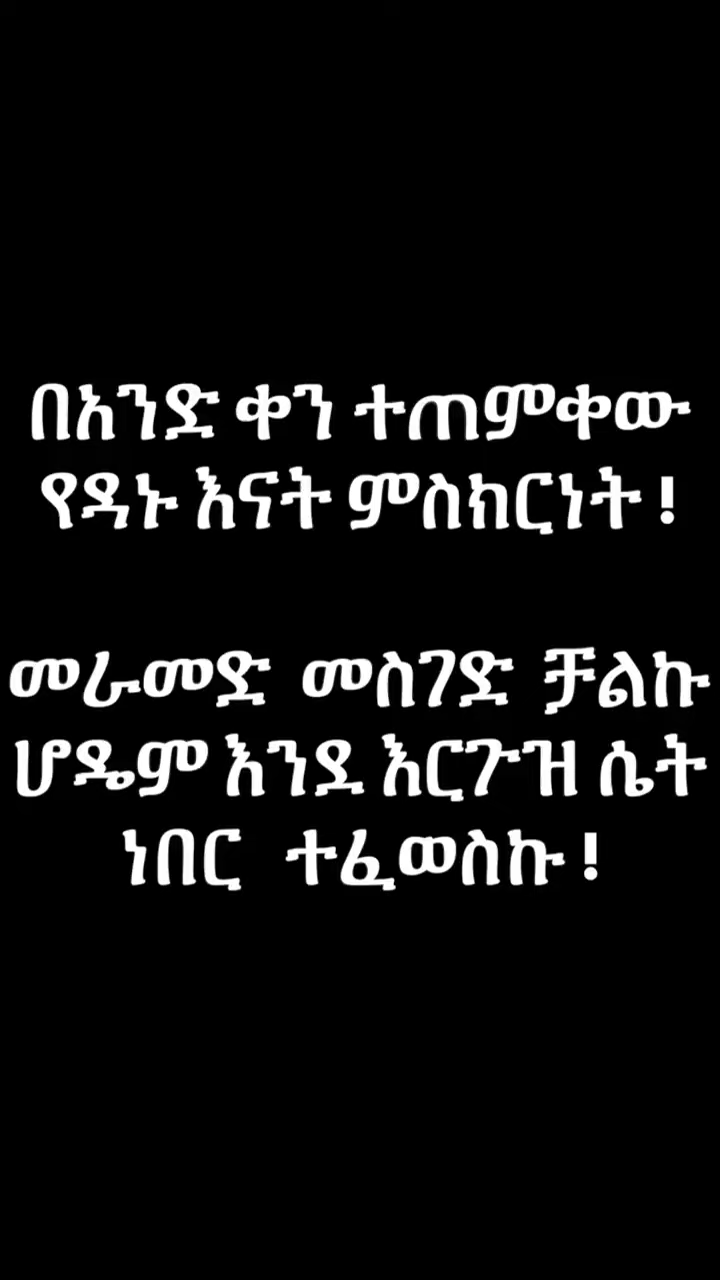 በአንድ ቀን ተጠምቀው
የዳኑ እናት ምስክርነት !
መራመድ መስገድ ቻልኩ
ሆዴም እንደ እርጉዝ ሴት
ነበር ተፈወስኩ !